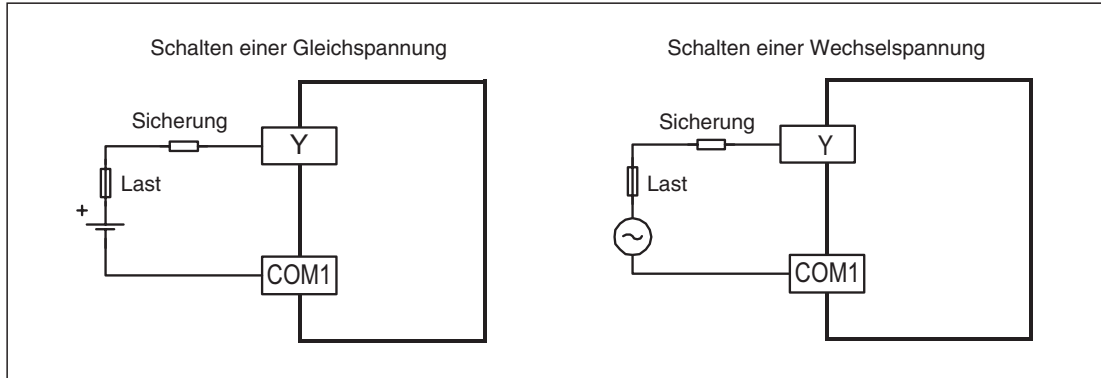 Schalten einer Gleichspannung
Sicherung
Y
Last
+
COM1
Schalten einer Wechselspannung
Sicherung
Y
Last
~
COM1